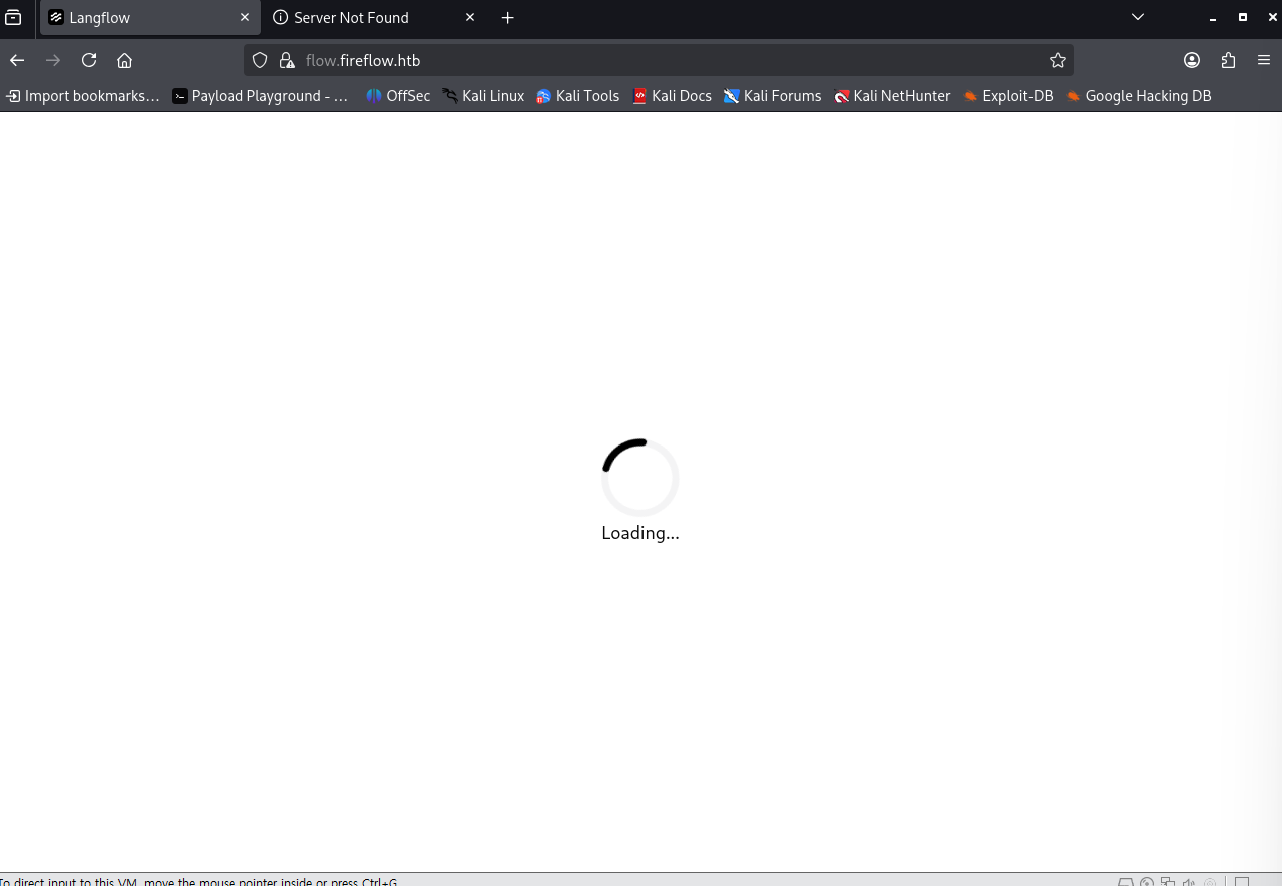 Langflow
Server Not Found
flow.fireflow.htb
Import bookmarks... Payload Playground - ... OffSec Kali Linux Kali Tools Kali Docs Kali Forums Kali NetHunter Exploit-DB Google Hacking DB
Loading...
To direct input to this VM, move the mouse pointer inside or press Ctrl+G.